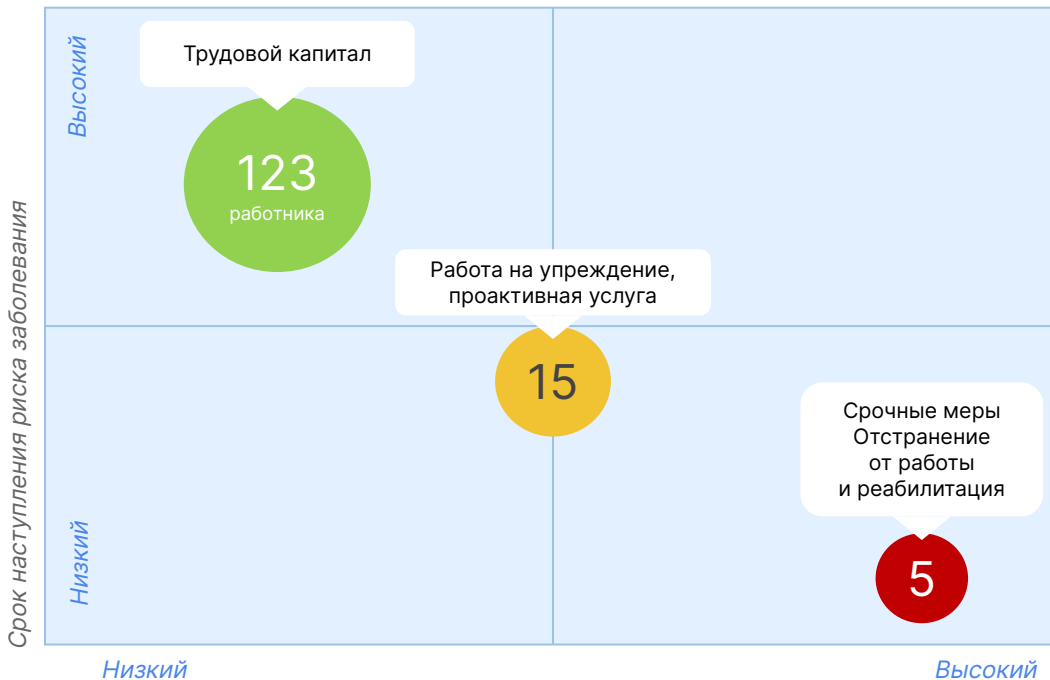 Срок наступления риска заболевания
Высокий
Трудовой капитал
123
работника
Работа на упреждение,
проактивная услуга
15
Срочные меры
Отстранение
от работы
и реабилитация
5
Низкий
Низкий
Высокий